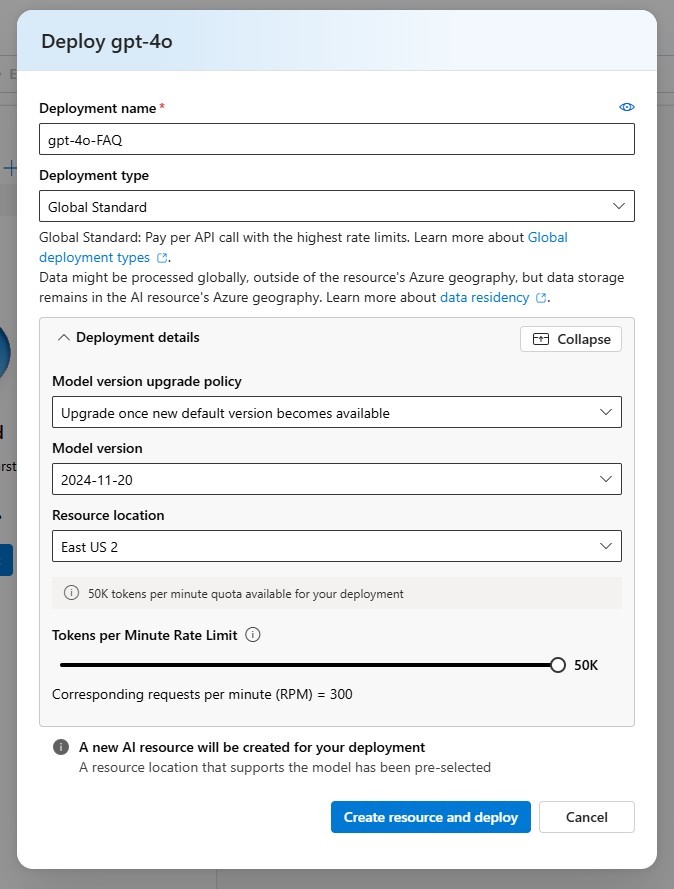 Deploy gpt-4o
Deployment name *
gpt-4o-FAQ
Deployment type
Global Standard
Global Standard: Pay per API call with the highest rate limits. Learn more about Global
deployment types .
Data might be processed globally, outside of the resource's Azure geography, but data storage
remains in the AI resource's Azure geography. Learn more about data residency .
Deployment details
Collapse
Model version upgrade policy
Upgrade once new default version becomes available
Model version
2024-11-20
Resource location
East US 2
50K tokens per minute quota available for your deployment
Tokens per Minute Rate Limit
50K
Corresponding requests per minute (RPM) = 300
A new AI resource will be created for your deployment
A resource location that supports the model has been pre-selected
Create resource and deploy
Cancel